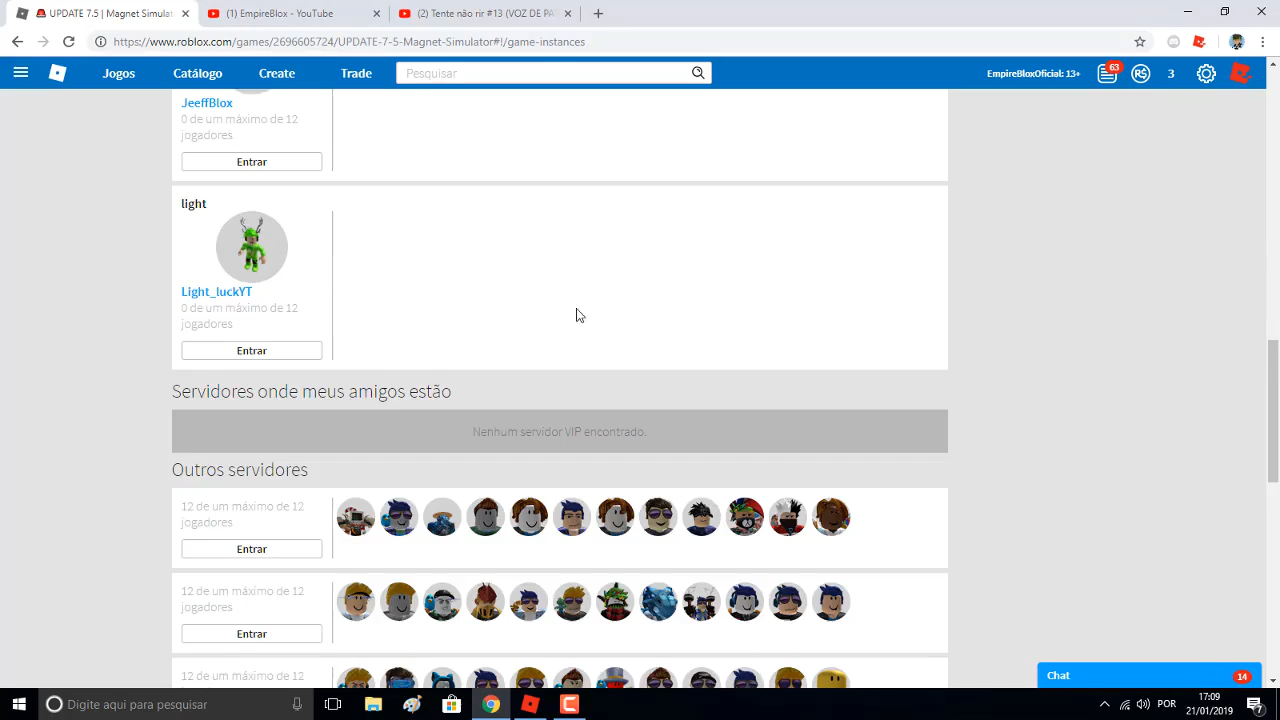 UPDATE 7.5 | Magnet Simulat
(1) EmpireBlox - YouTube
(2) Tente não rir #13 (VOZ DE PA
https://www.roblox.com/games/2696605724/UPDATE-7-5-Magnet-Simulator#!/game-instances
Jogos
Catálogo
Create
Trade
Pesquisar
EmpireBloxOficial: 13+
63
R$
3
JeeffBlox
0 de um máximo de 12
jogadores
Entrar
light
Light_luckYT
0 de um máximo de 12
jogadores
Entrar
Servidores onde meus amigos estão
Nenhum servidor VIP encontrado.
Outros servidores
12 de um máximo de 12
jogadores
Entrar
12 de um máximo de 12
jogadores
Entrar
12 de um máximo de 12
Chat
14
Digite aqui para pesquisar
POR
17:09
21/01/2019
7